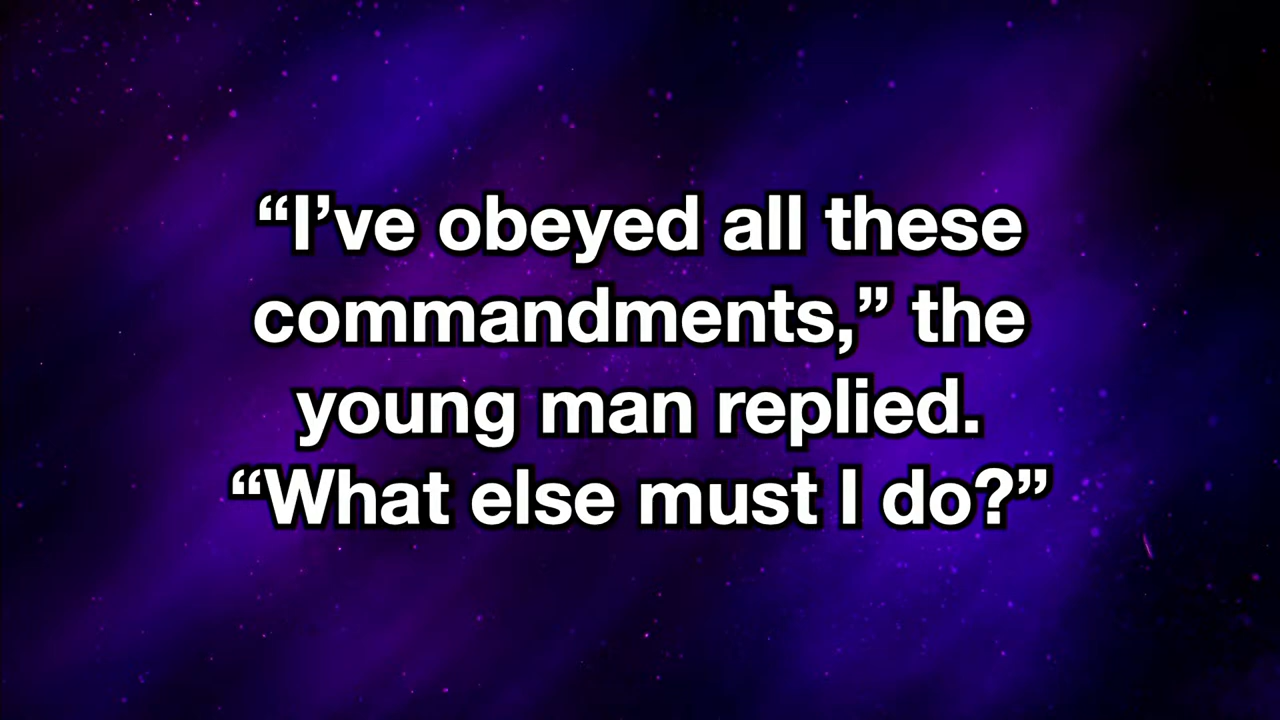 “I’ve obeyed all these
commandments,” the
young man replied.
“What else must I do?”